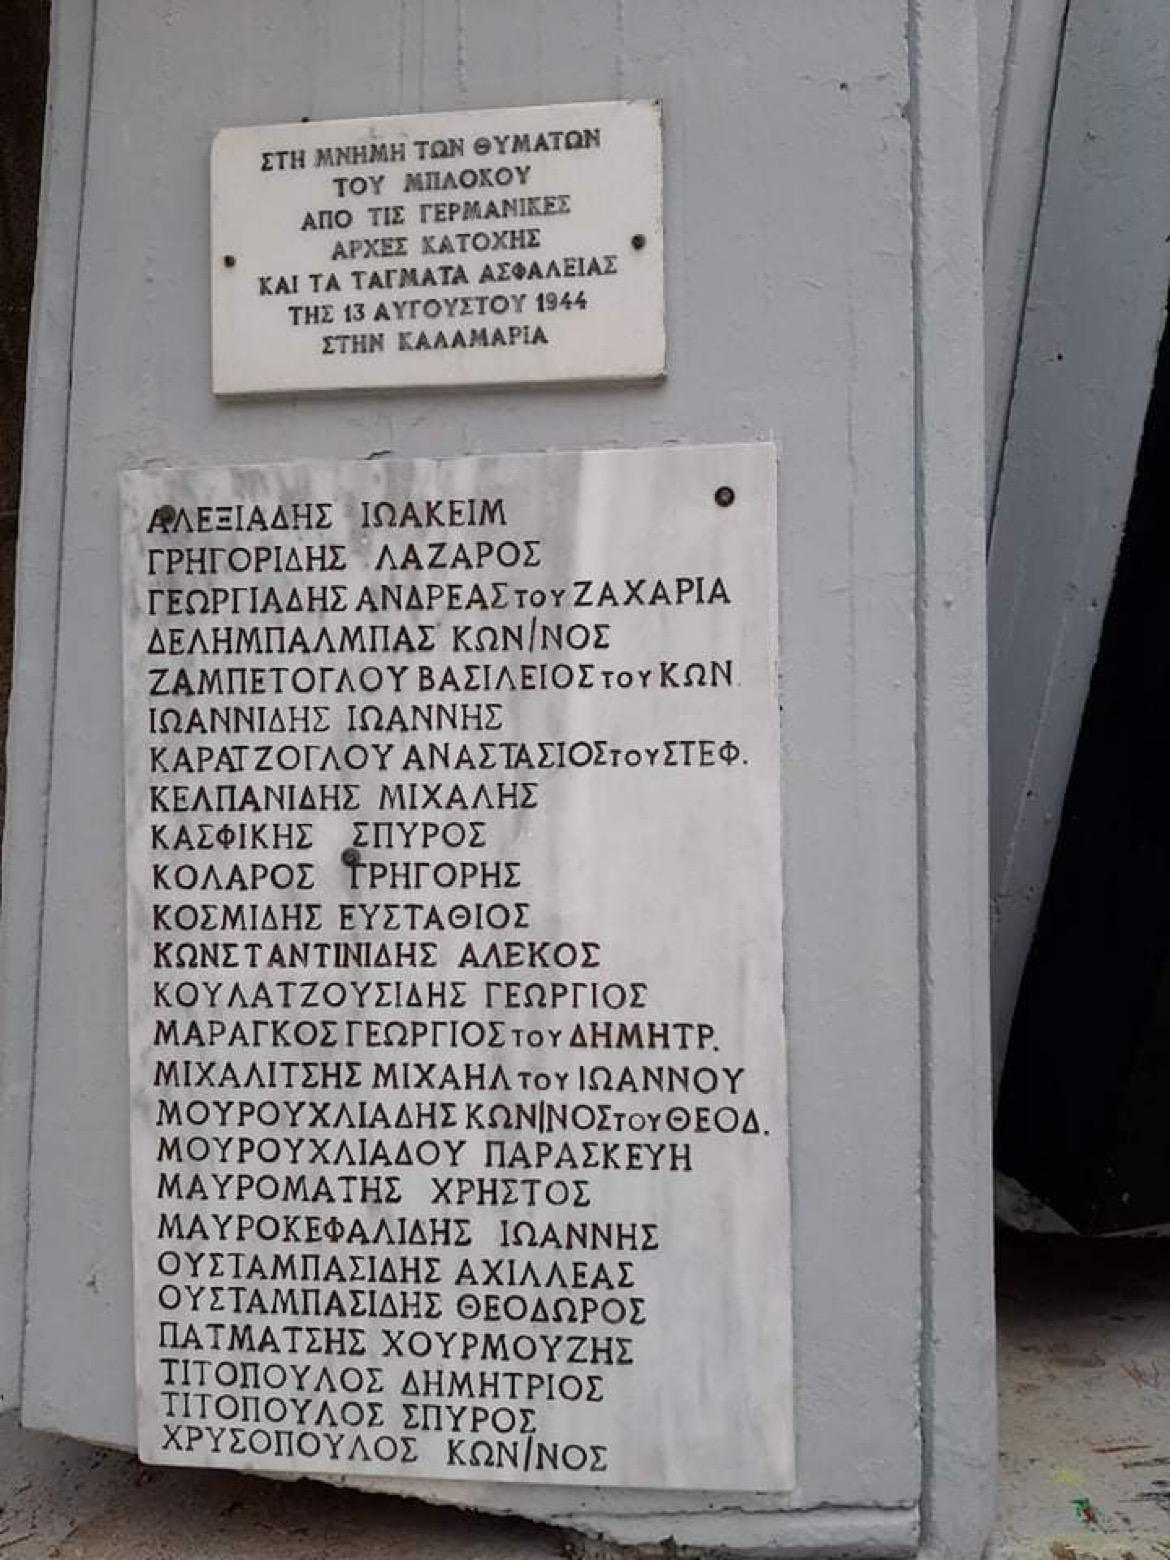 ΣΤΗ ΜΝΗΜΗ ΤΩΝ ΘΥΜΑΤΩΝ
ΤΟΥ ΜΠΛΟΚΟΥ
ΑΠΟ ΤΙΣ ΓΕΡΜΑΝΙΚΕΣ
ΑΡΧΕΣ ΚΑΤΟΧΗΣ
ΚΑΙ ΤΑ ΤΑΓΜΑΤΑ ΑΣΦΑΛΕΙΑΣ
ΤΗΣ 13 ΑΥΓΟΥΣΤΟΥ 1944
ΣΤΗΝ ΚΑΛΑΜΑΡΙΑ
ΑΛΕΞΙΑΔΗΣ ΙΩΑΚΕΙΜ
ΓΡΗΓΟΡΙΔΗΣ ΛΑΖΑΡΟΣ
ΓΕΩΡΓΙΑΔΗΣ ΑΝΔΡΕΑΣ του ΖΑΧΑΡΙΑ
ΔΕΛΗΜΠΑΛΜΠΑΣ ΚΩΝ/ΝΟΣ
ΖΑΜΠΕΤΟΓΛΟΥ ΒΑΣΙΛΕΙΟΣ του ΚΩΝ.
ΙΩΑΝΝΙΔΗΣ ΙΩΑΝΝΗΣ
ΚΑΡΑΤΖΟΓΛΟΥ ΑΝΑΣΤΑΣΙΟΣ του ΣΤΕΦ.
ΚΕΛΠΑΝΙΔΗΣ ΜΙΧΑΛΗΣ
ΚΑΣΦΙΚΗΣ ΣΠΥΡΟΣ
ΚΟΛΑΡΟΣ ΓΡΗΓΟΡΗΣ
ΚΟΣΜΙΔΗΣ ΕΥΣΤΑΘΙΟΣ
ΚΩΝΣΤΑΝΤΙΝΙΔΗΣ ΑΛΕΚΟΣ
ΚΟΥΛΑΤΖΟΥΣΙΔΗΣ ΓΕΩΡΓΙΟΣ
ΜΑΡΑΓΚΟΣ ΓΕΩΡΓΙΟΣ του ΔΗΜΗΤΡ.
ΜΙΧΑΛΙΤΣΗΣ ΜΙΧΑΗΛ του ΙΩΑΝΝΟΥ
ΜΟΥΡΟΥΧΛΙΑΔΗΣ ΚΩΝ/ΝΟΣ του ΘΕΟΔ.
ΜΟΥΡΟΥΧΛΙΑΔΟΥ ΠΑΡΑΣΚΕΥΗ
ΜΑΥΡΟΜΑΤΗΣ ΧΡΗΣΤΟΣ
ΜΑΥΡΟΚΕΦΑΛΙΔΗΣ ΙΩΑΝΝΗΣ
ΟΥΣΤΑΜΠΑΣΙΔΗΣ ΑΧΙΛΛΕΑΣ
ΟΥΣΤΑΜΠΑΣΙΔΗΣ ΘΕΟΔΩΡΟΣ
ΠΑΤΜΑΤΣΗΣ ΧΟΥΡΜΟΥΖΗΣ
ΤΙΤΟΠΟΥΛΟΣ ΔΗΜΗΤΡΙΟΣ
ΤΙΤΟΠΟΥΛΟΣ ΣΠΥΡΟΣ
ΧΡΥΣΟΠΟΥΛΟΣ ΚΩΝ/ΝΟΣ